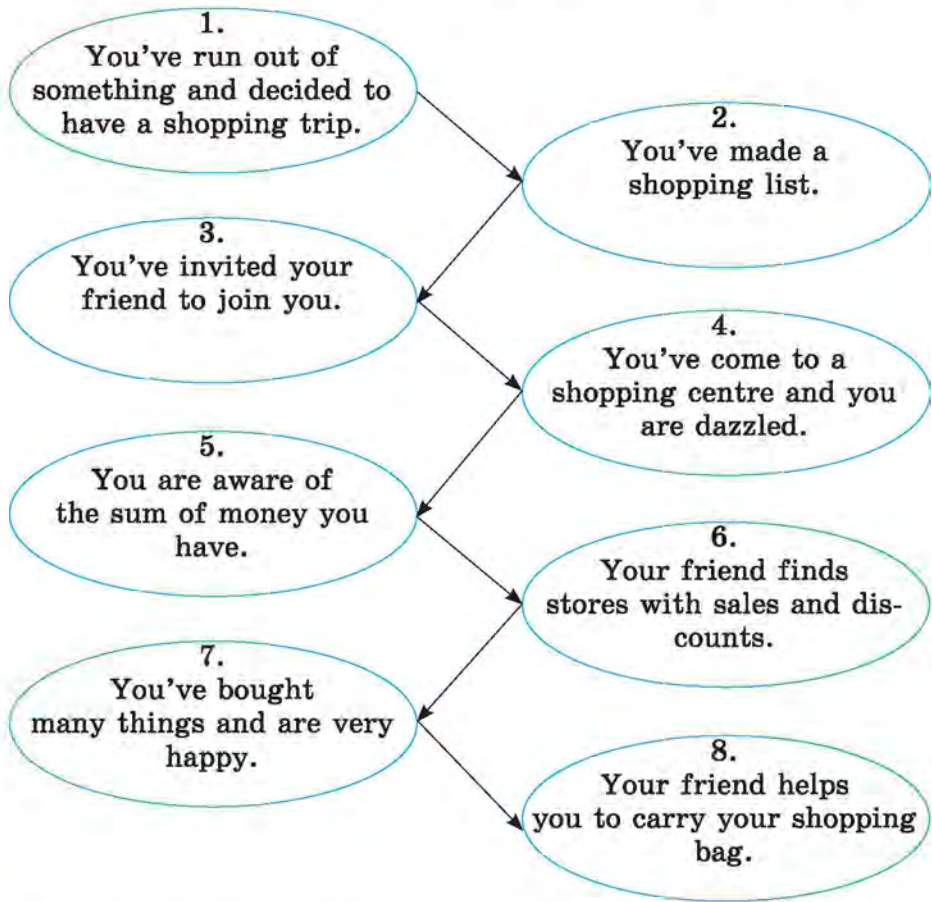 1.
You've run out of
something and decided to
have a shopping trip.
2.
You've made a
shopping list.
3.
You've invited your
friend to join you.
4.
You've come to a
shopping centre and you
are dazzled.
5.
You are aware of
the sum of money you
have.
6.
Your friend finds
stores with sales and dis-
counts.
7.
You've bought
many things and are very
happy.
8.
Your friend helps
you to carry your shopping
bag.